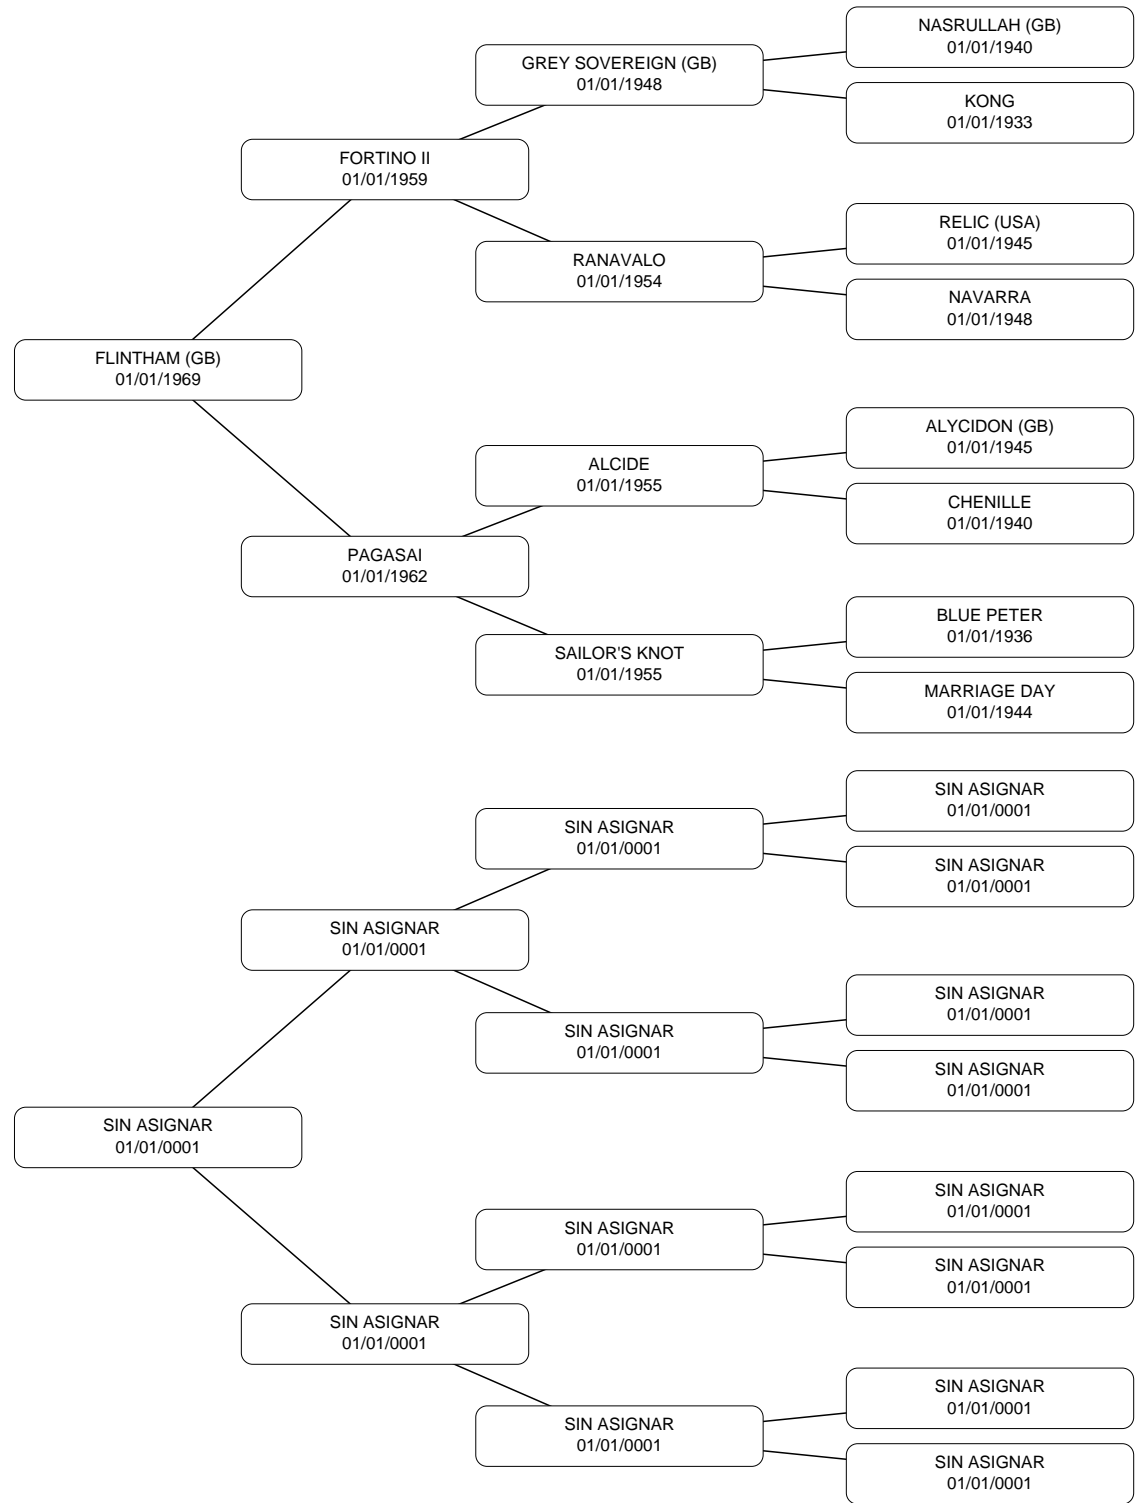 NASRULLAH (GB)
01/01/1940
GREY SOVEREIGN (GB)
01/01/1948
KONG
01/01/1933
FORTINO II
01/01/1959
RELIC (USA)
01/01/1945
RANAVALO
01/01/1954
NAVARRA
01/01/1948
FLINTHAM (GB)
01/01/1969
ALYCIDON (GB)
01/01/1945
ALCIDE
01/01/1955
CHENILLE
01/01/1940
PAGASAI
01/01/1962
BLUE PETER
01/01/1936
SAILOR'S KNOT
01/01/1955
MARRIAGE DAY
01/01/1944
SIN ASIGNAR
01/01/0001
SIN ASIGNAR
01/01/0001
SIN ASIGNAR
01/01/0001
SIN ASIGNAR
01/01/0001
SIN ASIGNAR
01/01/0001
SIN ASIGNAR
01/01/0001
SIN ASIGNAR
01/01/0001
SIN ASIGNAR
01/01/0001
SIN ASIGNAR
01/01/0001
SIN ASIGNAR
01/01/0001
SIN ASIGNAR
01/01/0001
SIN ASIGNAR
01/01/0001
SIN ASIGNAR
01/01/0001
SIN ASIGNAR
01/01/0001
SIN ASIGNAR
01/01/0001